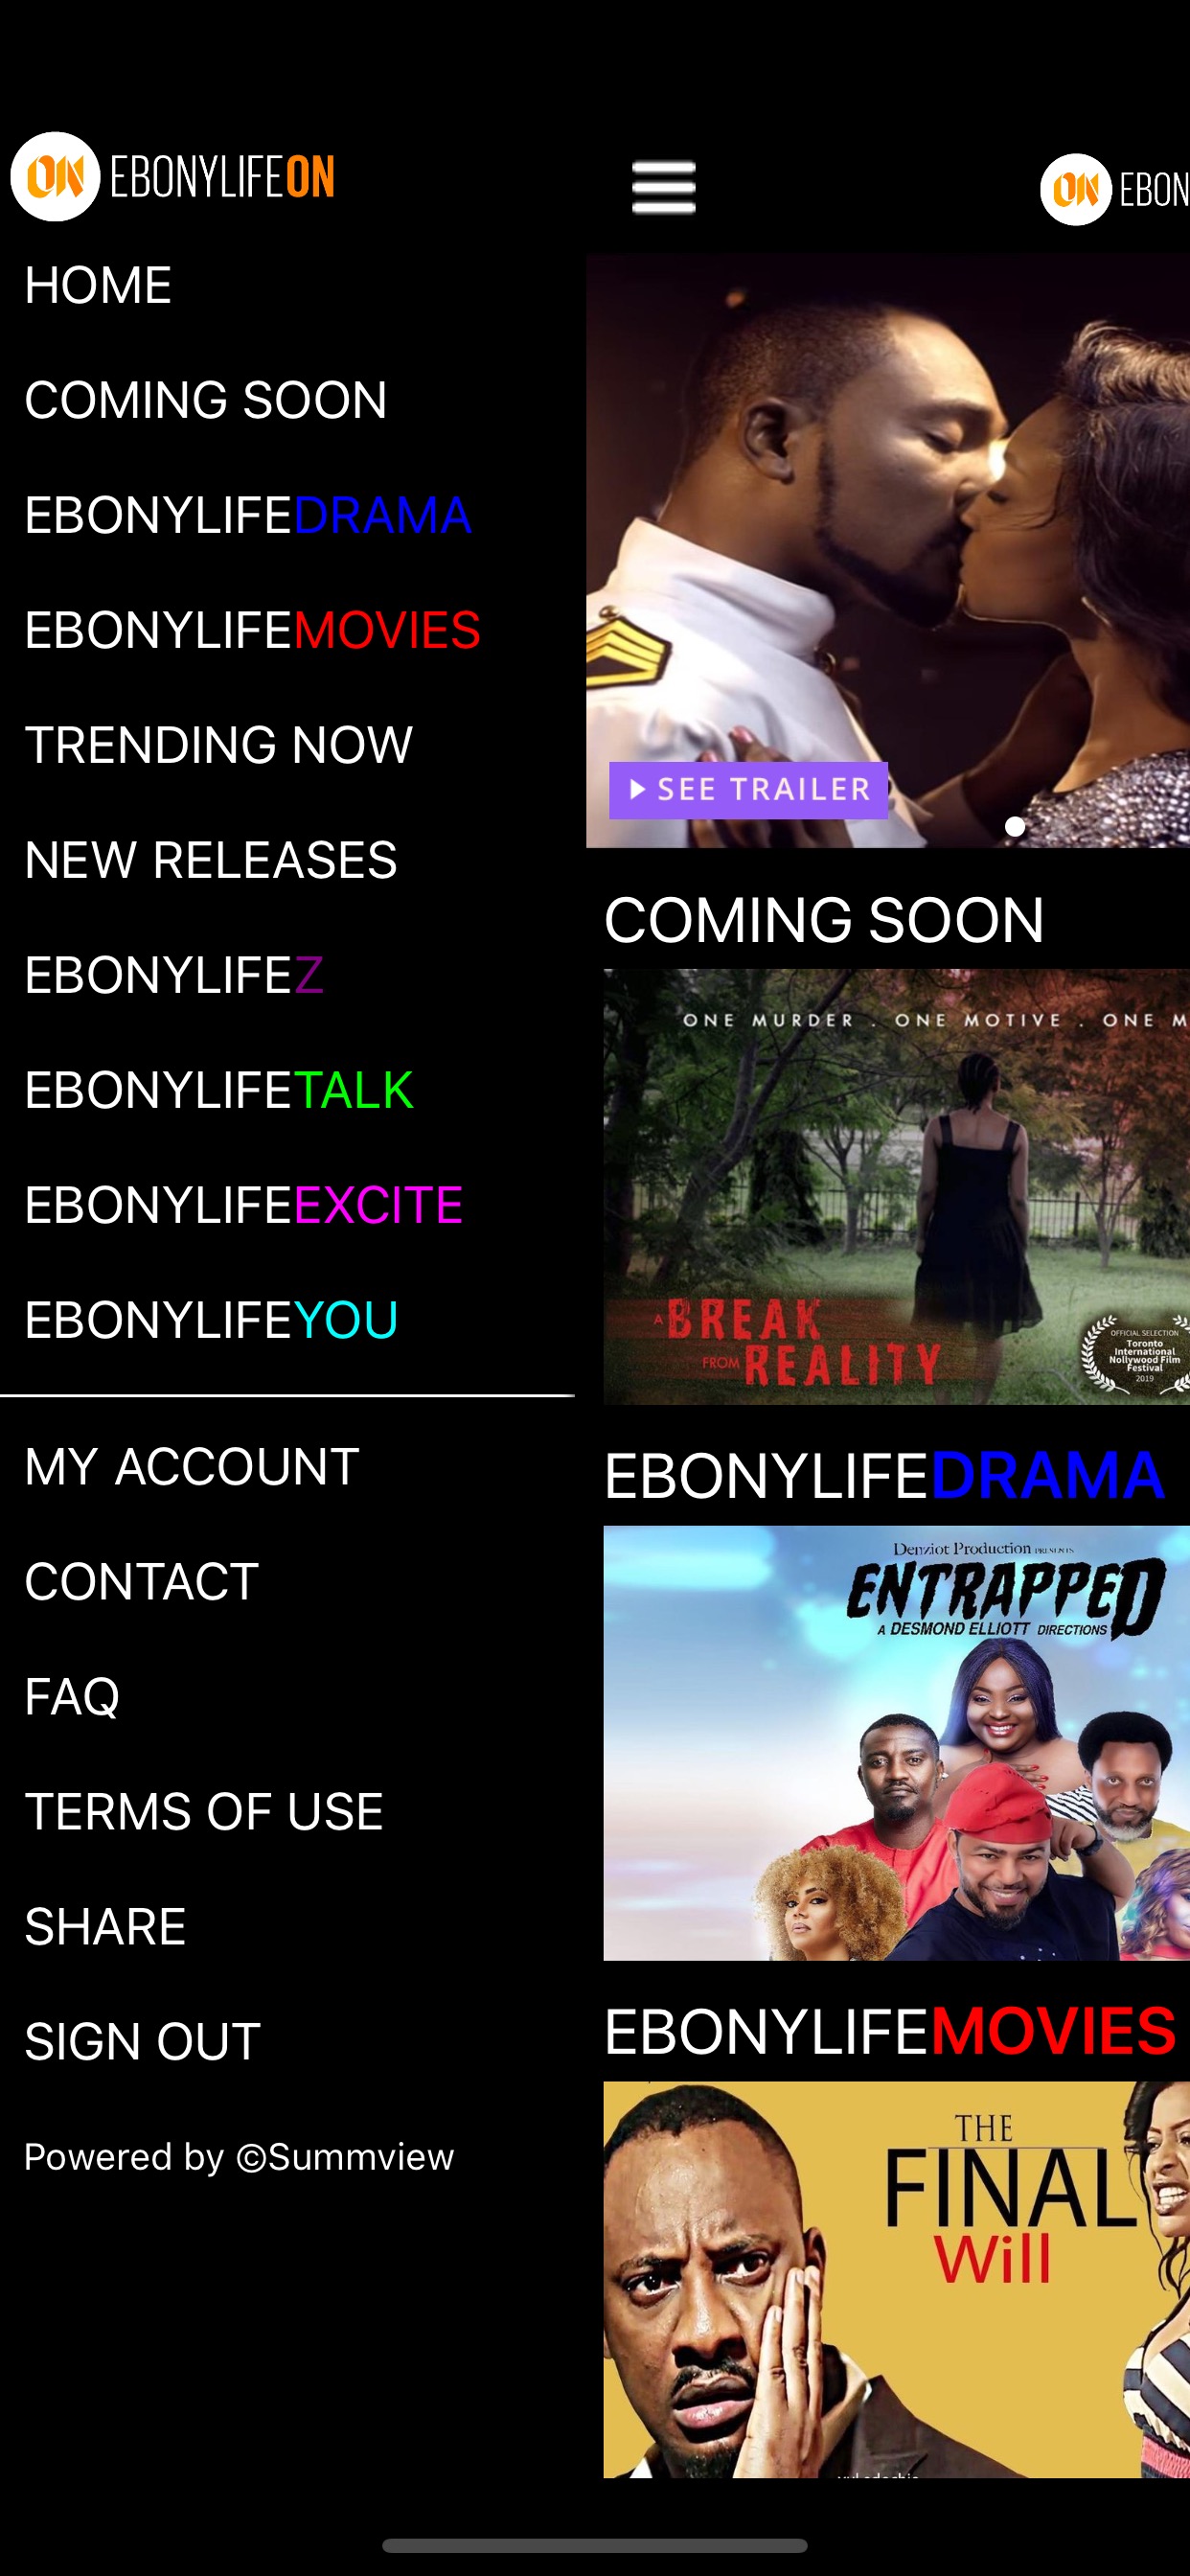 ON EBONYLIFEON
HOME
COMING SOON
EBONYLIFEDRAMA
EBONYLIFEMOVIES
TRENDING NOW
NEW RELEASES
EBONYLIFEZ
EBONYLIFETALK
EBONYLIFEEXCITE
EBONYLIFEYOU
MY ACCOUNT
CONTACT
FAQ
TERMS OF USE
SHARE
SIGN OUT
Powered by ©Summview
ON EBON
SEE TRAILER
COMING SOON
ONE MURDER . ONE MOTIVE . ONE M
A BREAK
FROM REALITY
OFFICIAL SELECTION
Toronto
International
Nollywood Film
Festival
2019
EBONYLIFEDRAMA
Denziot Production PRESENTS
ENTRAPPED
A DESMOND ELLIOTT DIRECTIONS
EBONYLIFEMOVIES
THE
FINAL
Will